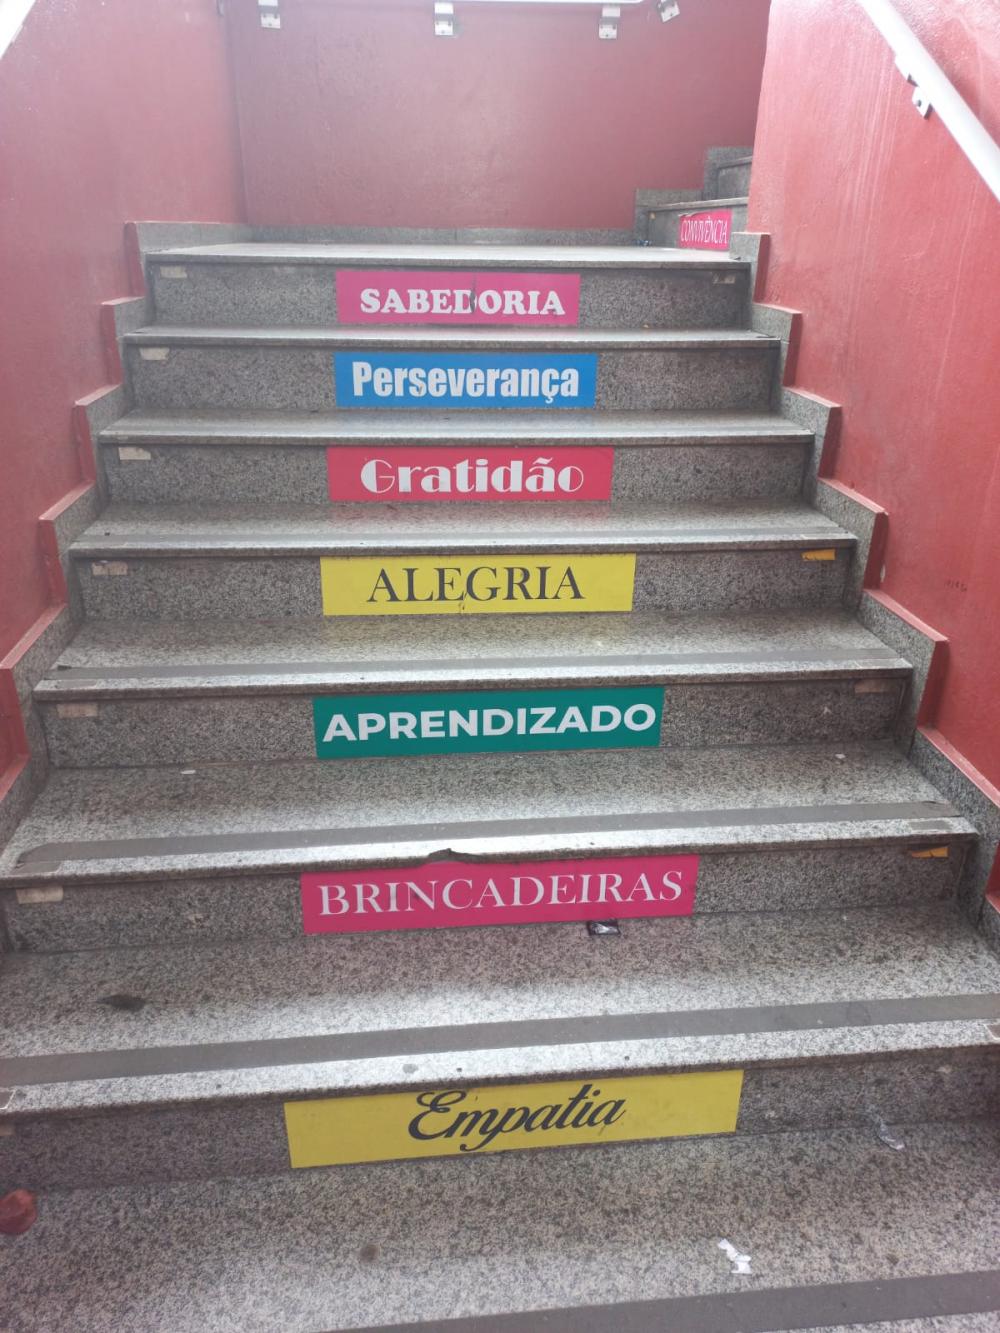 CONVIVÊNCIA
SABEDORIA
Perseverança
Gratidão
ALEGRIA
APRENDIZADO
BRINCADEIRAS
Empatia